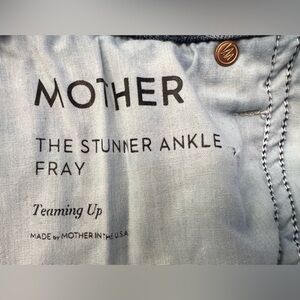 MOTHER
THE STUNNER ANKLE
FRAY
Teaming Up
MADE by MOTHER IN THE U.S.A.